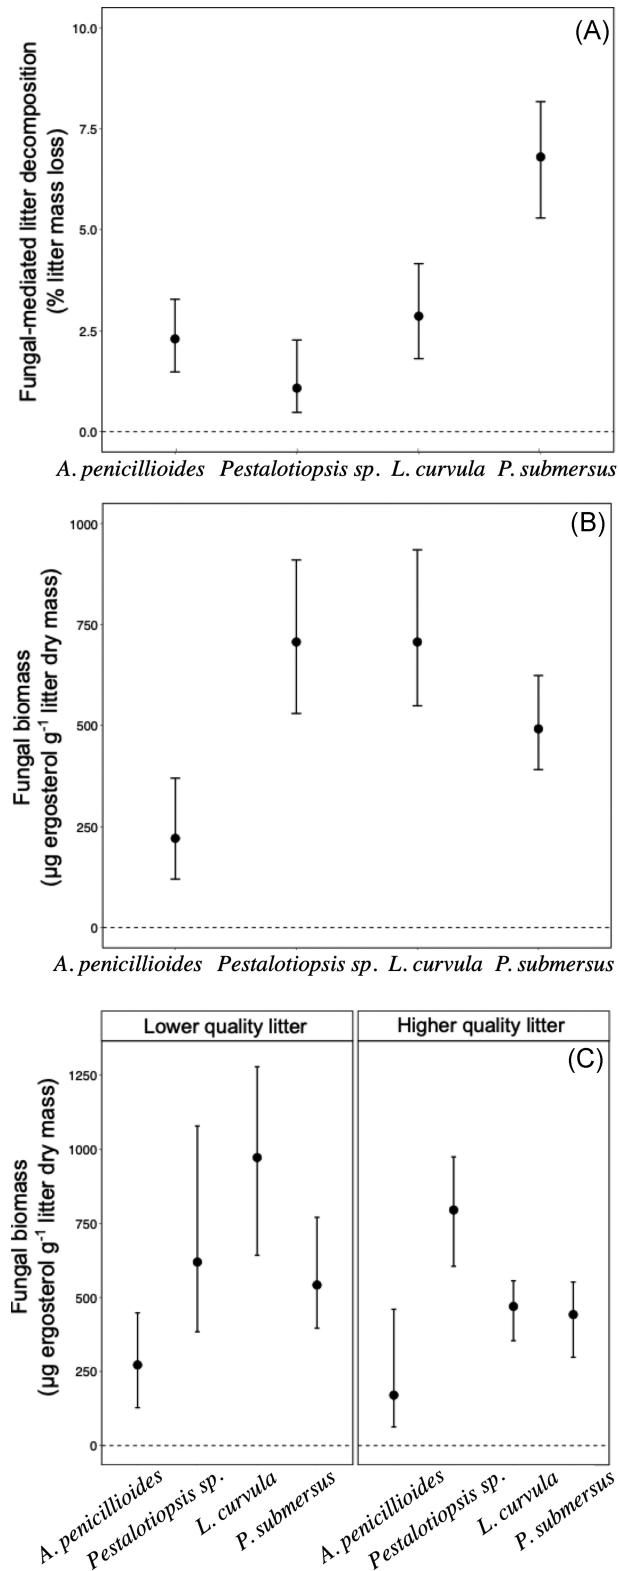 (A)
Fungal-mediated litter decomposition
(% litter mass loss)
10.0
7.5
5.0
2.5
0.0
A. penicillioides Pestalotiopsis sp. L. curvula P. submersus
(B)
Fungal biomass
(µg ergosterol g-1 litter dry mass)
1000
750
500
250
0
A. penicillioides Pestalotiopsis sp. L. curvula P. submersus
Lower quality litter Higher quality litter
(C)
Fungal biomass
(µg ergosterol g-1 litter dry mass)
1250
1000
750
500
250
0
A. penicillioides
Pestalotiopsis sp.
L. curvula
P. submersus
A. penicillioides
Pestalotiopsis sp.
L. curvula
P. submersus